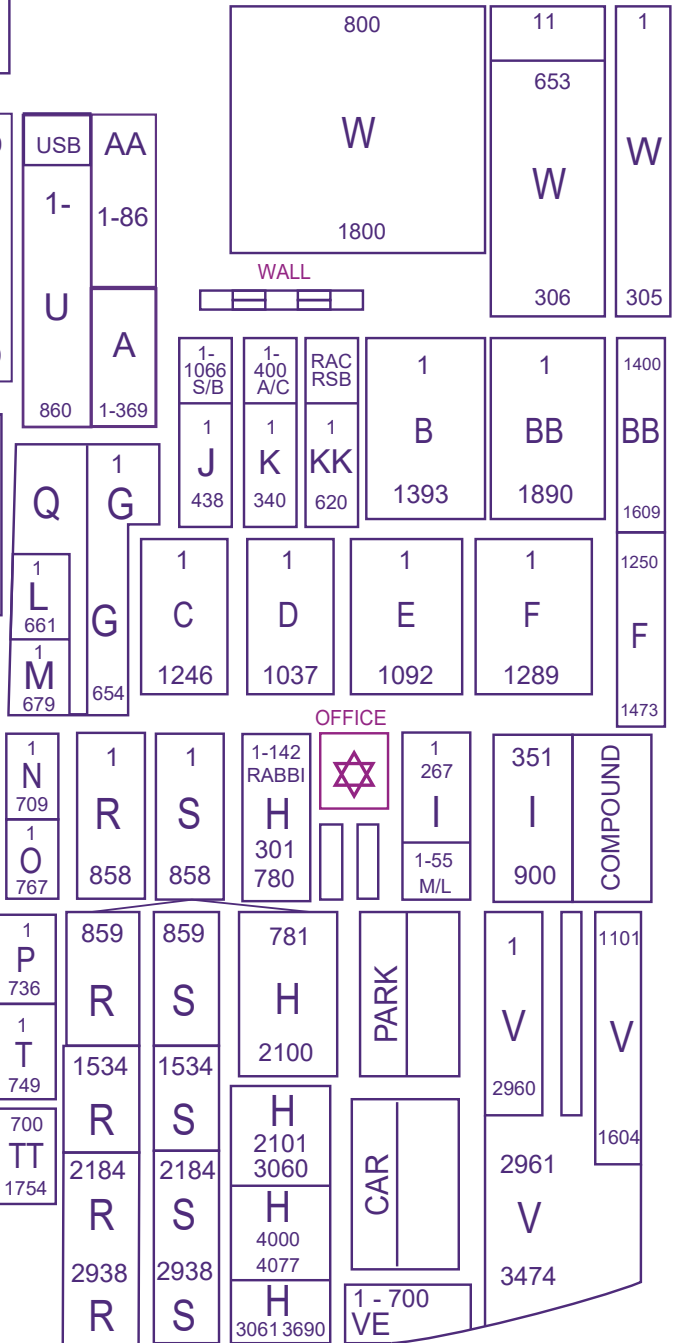 800
W
1800
11
653
W
306
1
W
305
USB
1-
U
860
AA
1-86
A
1-369
WALL
1-
1066
S/B
1
J
438
1-
400
A/C
1
K
340
RAC
RSB
1
KK
620
1
B
1393
1
BB
1890
1400
BB
1609
1250
F
1473
Q
1
G
G
654
1
L
661
1
M
679
1
C
1246
1
D
1037
1
E
1092
1
F
1289
OFFICE
1
N
709
1
O
767
1
R
858
1
S
858
1-142
RABBI
H
301
780
1
267
I
1-55
M/L
351
I
900
COMPOUND
1
P
736
1
T
749
700
TT
1754
859
R
1534
R
2184
R
2938
R
859
S
1534
S
2184
S
2938
S
781
H
2100
H
2101
3060
H
4000
4077
H
3061 3690
PARK
CAR
1 - 700
VE
1
V
2960
1101
V
1604
2961
V
3474